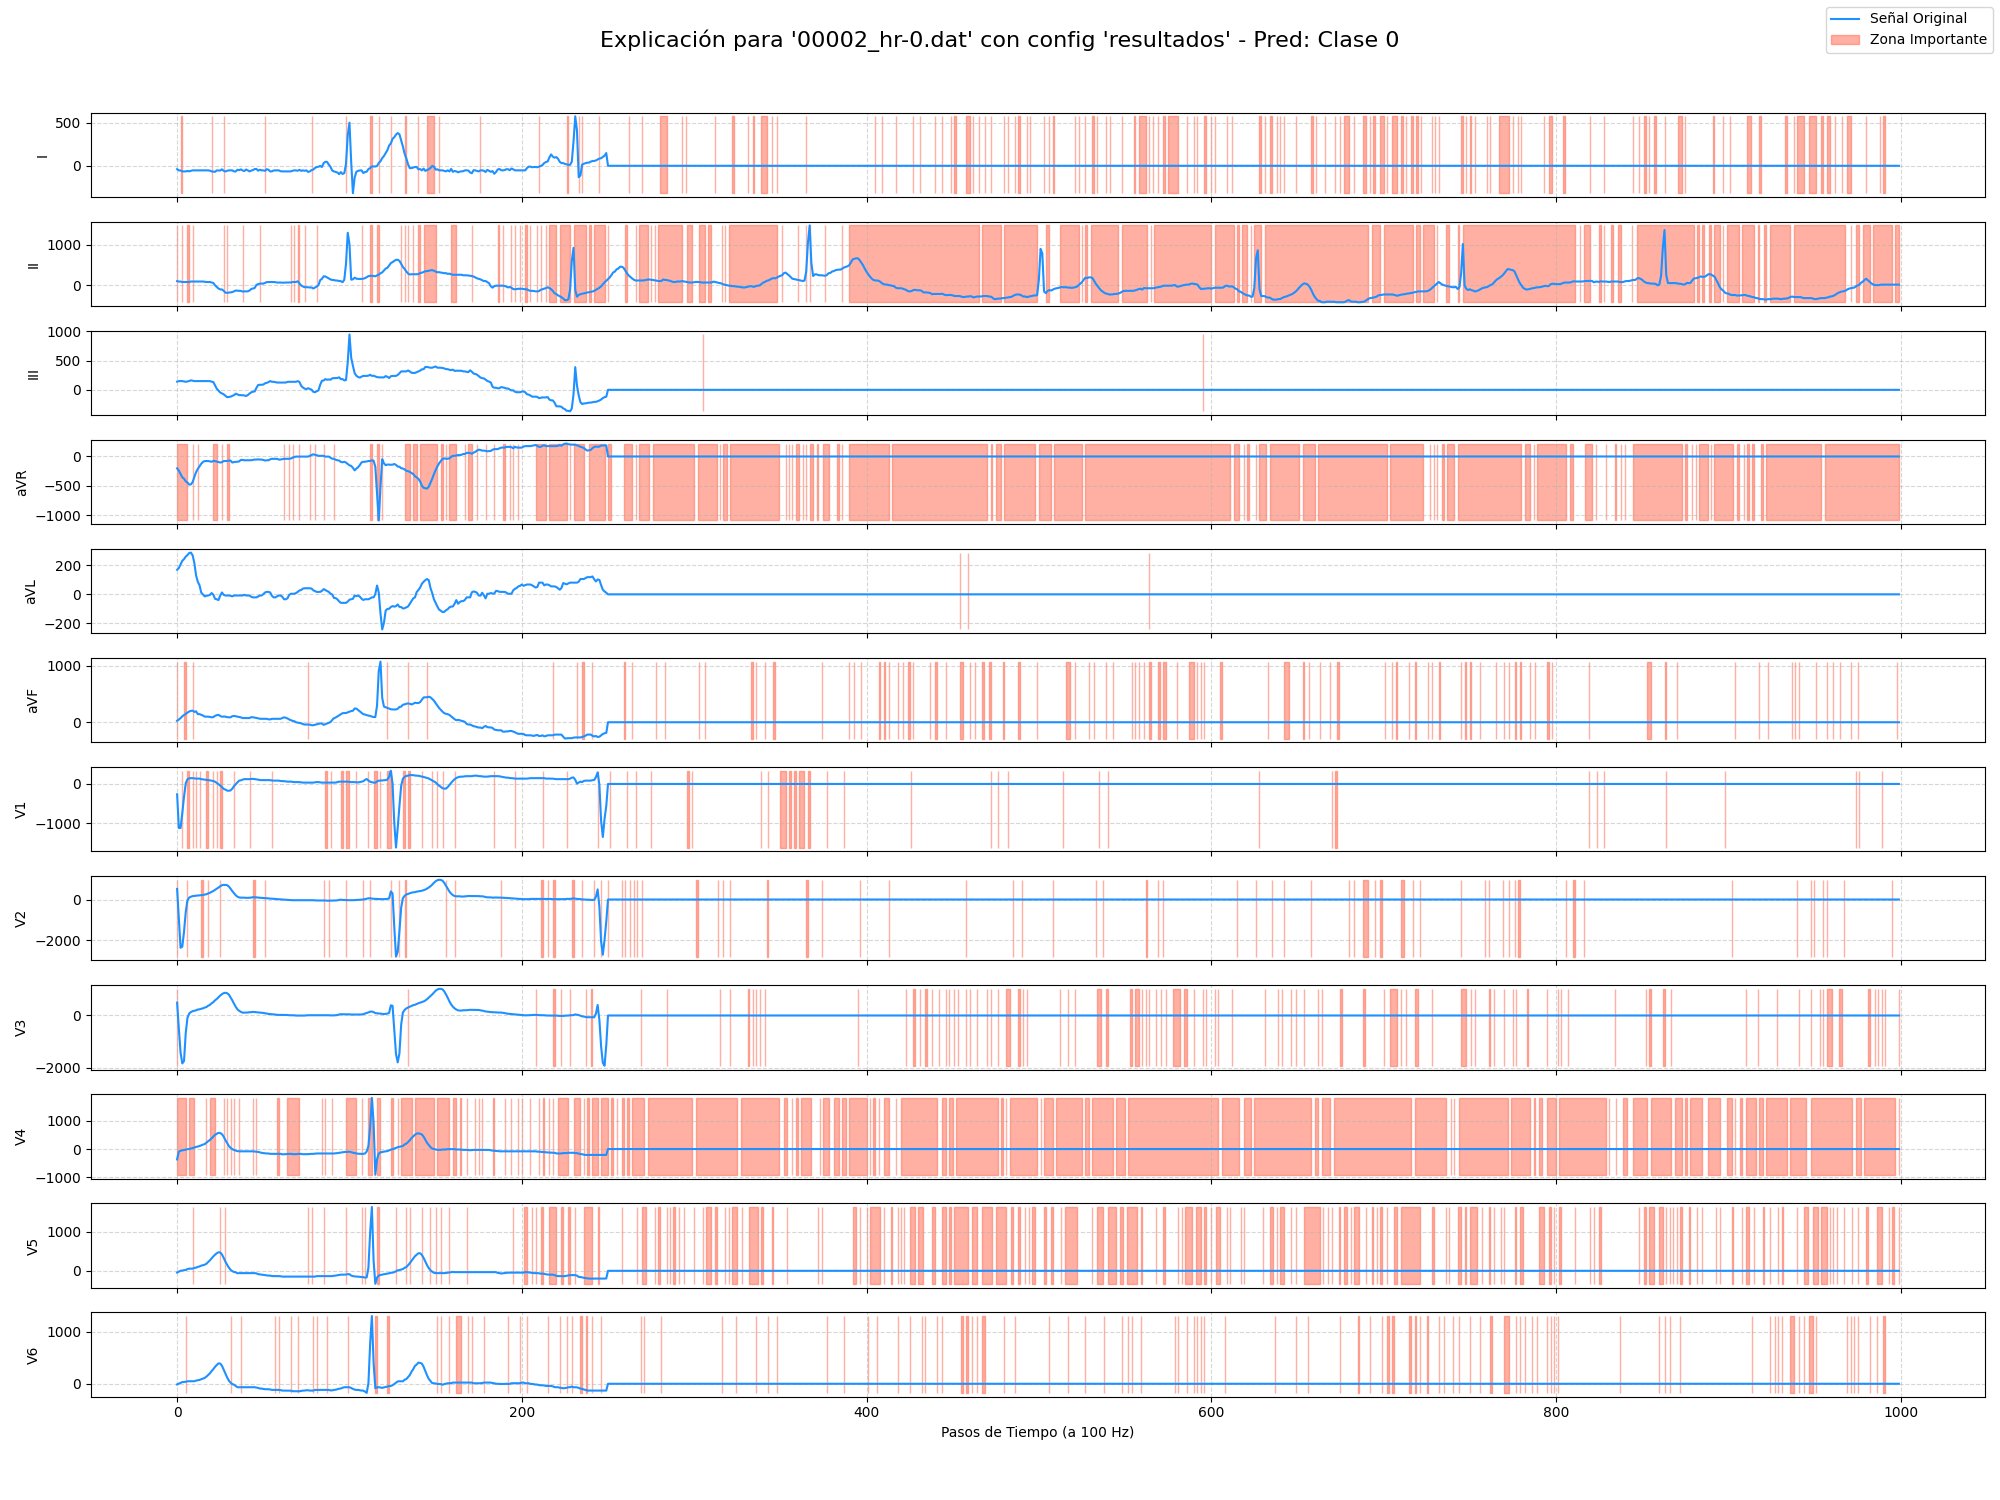 Señal Original
Zona Importante
Explicación para '00002_hr-0.dat' con config 'resultados' - Pred: Clase 0
500
0
I
1000
0
II
1000
500
0
III
0
−500
−1000
aVR
200
0
−200
aVL
1000
0
aVF
0
−1000
V1
0
−2000
V2
0
−2000
V3
1000
0
−1000
V4
1000
0
V5
1000
0
V6
0 200 400 600 800 1000
Pasos de Tiempo (a 100 Hz)